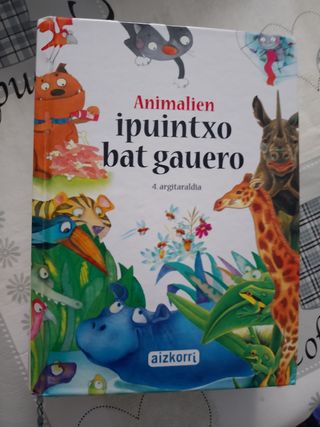 Animalien
ipuintxo
bat gauero
4. argitaraldia
aizkorri